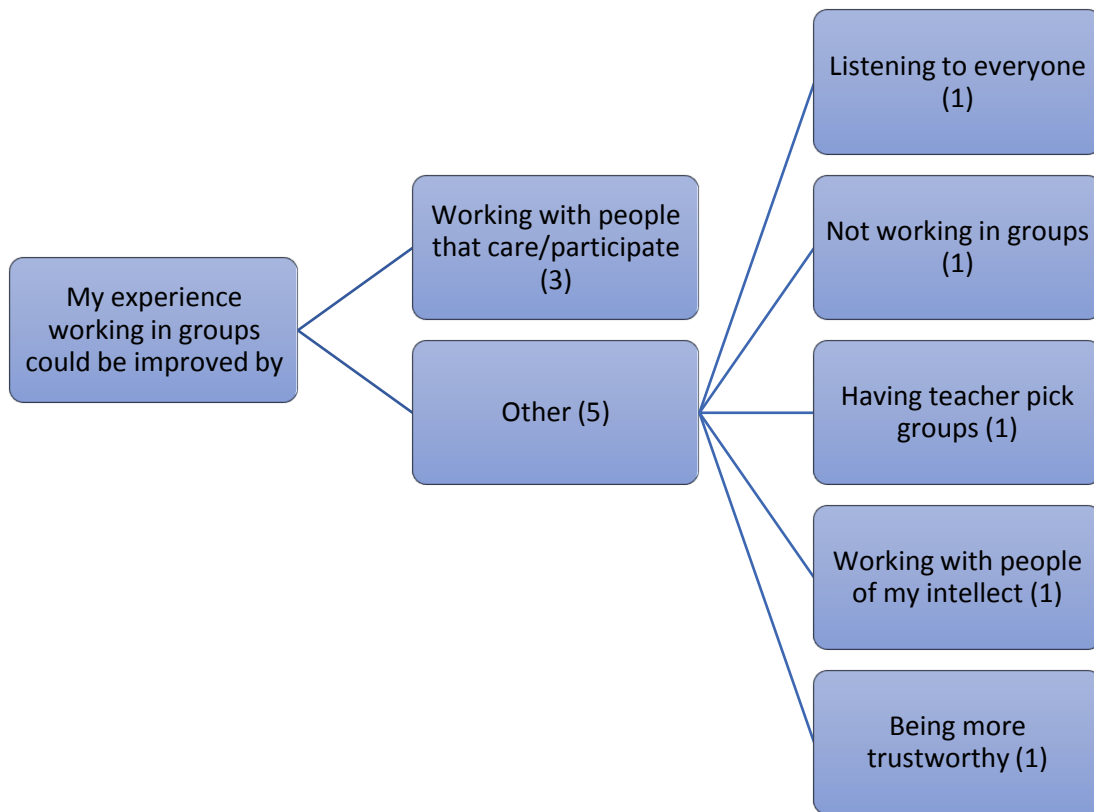 My experience
working in groups
could be improved by
Working with people
that care/participate
(3)
Other (5)
Listening to everyone
(1)
Not working in groups
(1)
Having teacher pick
groups (1)
Working with people
of my intellect (1)
Being more
trustworthy (1)